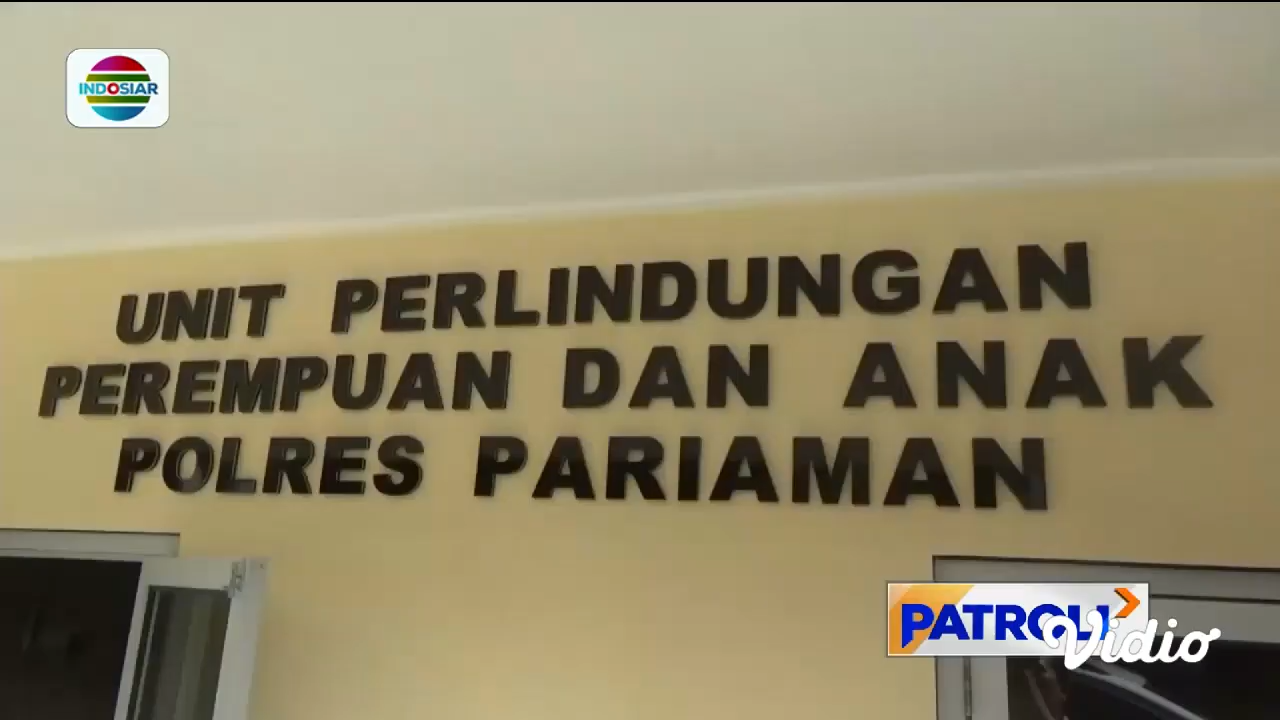 INDOSIAR
UNIT PERLINDUNGAN
PEREMPUAN DAN ANAK
POLRES PARIAMAN
PATROLI
Vidio